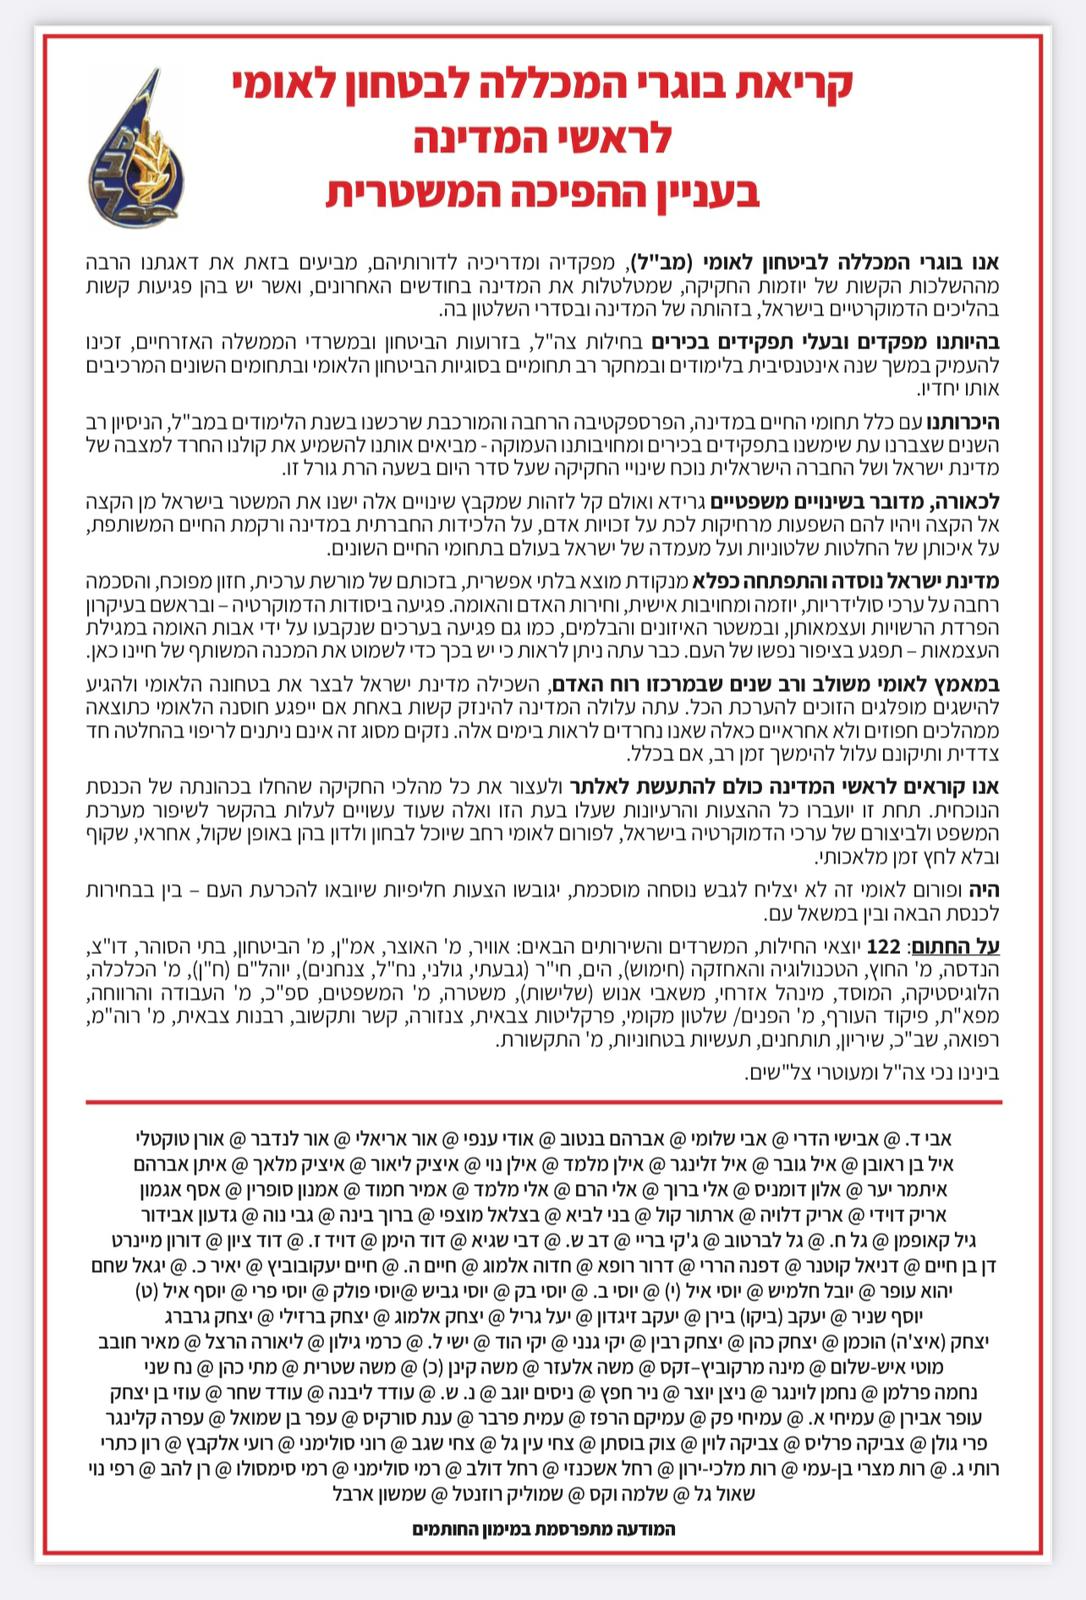 קריאת בוגרי המכללה לבטחון לאומי
לראשי המדינה
בעניין ההפיכה המשטרית
מ
ב
ל
אנו בוגרי המכללה לביטחון לאומי (מב"ל), מפקדיה ומדריכיה לדורותיהם, מביעים בזאת את דאגתנו הרבה
מההשלכות הקשות של יוזמות החקיקה, שמטלטלות את המדינה בחודשים האחרונים, ואשר יש בהן פגיעות קשות
בהליכים הדמוקרטיים בישראל, בזהותה של המדינה ובסדרי השלטון בה.
בהיותנו מפקדים ובעלי תפקידים בכירים בחילות צה"ל, בזרועות הביטחון ובמשרדי הממשלה האזרחיים, זכינו
להעמיק במשך שנה אינטנסיבית בלימודים ובמחקר רב תחומיים בסוגיות הביטחון הלאומי ובתחומים השונים המרכיבים
אותו יחדיו.
היכרותנו עם כלל תחומי החיים במדינה, הפרספקטיבה הרחבה והמורכבת שרכשנו בשנת הלימודים במב"ל, הניסיון רב
השנים שצברנו עת שימשנו בתפקידים בכירים ומחויבותנו העמוקה - מביאים אותנו להשמיע את קולנו החרד למצבה של
מדינת ישראל ושל החברה הישראלית נוכח שינויי החקיקה שעל סדר היום בשעה הרת גורל זו.
לכאורה, מדובר בשינויים משפטיים גרידא ואולם קל לזהות שמקבץ שינויים אלה ישנו את המשטר בישראל מן הקצה
אל הקצה ויהיו להם השפעות מרחיקות לכת על זכויות אדם, על הלכידות החברתית במדינה ורקמת החיים המשותפת,
על איכותן של החלטות שלטוניות ועל מעמדה של ישראל בעולם בתחומי החיים השונים.
מדינת ישראל נוסדה והתפתחה כפלא מנקודת מוצא בלתי אפשרית, בזכותם של מורשת ערכית, חזון מפוכח, והסכמה
רחבה על ערכי סולידריות, יוזמה ומחויבות אישית, וחירות האדם והאומה. פגיעה ביסודות הדמוקרטיה – ובראשם בעיקרון
הפרדת הרשויות ועצמאותן, ובמשטר האיזונים והבלמים, כמו גם פגיעה בערכים שנקבעו על ידי אבות האומה במגילת
העצמאות – תפגע בציפור נפשו של העם. כבר עתה ניתן לראות כי יש בכך כדי לשמוט את המכנה המשותף של חיינו כאן.
במאמץ לאומי משולב ורב שנים שבמרכזו רוח האדם, השכילה מדינת ישראל לבצר את בטחונה הלאומי ולהגיע
להישגים מופלגים הזוכים להערכת הכל. עתה עלולה המדינה להינזק קשות באחת אם ייפגע חוסנה הלאומי כתוצאה
ממהלכים חפוזים ולא אחראיים כאלה שאנו נחרדים לראות בימים אלה. נזקים מסוג זה אינם ניתנים לריפוי בהחלטה חד
צדדית ותיקונם עלול להימשך זמן רב, אם בכלל.
אנו קוראים לראשי המדינה כולם להתעשת לאלתר ולעצור את כל מהלכי החקיקה שהחלו בכהונתה של הכנסת
הנוכחית. תחת זו יועברו כל ההצעות והרעיונות שעלו בעת הזו ואלה שעוד עשויים לעלות בהקשר לשיפור מערכת
המשפט ולביצורם של ערכי הדמוקרטיה בישראל, לפורום לאומי רחב שיוכל לבחון ולדון בהן באופן שקול, אחראי, שקוף
ובלא לחץ זמן מלאכותי.
היה ופורום לאומי זה לא יצליח לגבש נוסחה מוסכמת, יגובשו הצעות חליפיות שיובאו להכרעת העם – בין בבחירות
לכנסת הבאה ובין במשאל עם.
על החתום: 122 יוצאי החילות, המשרדים והשירותים הבאים: אוויר, מ' האוצר, אמ"ן, מ' הביטחון, בתי הסוהר, דו"צ,
הנדסה, מ' החוץ, הטכנולוגיה והאחזקה (חימוש), הים, חי"ר (גבעתי, גולני, נח"ל, צנחנים), יוהל"ם (ח"ן), מ' הכלכלה,
הלוגיסטיקה, המוסד, מינהל אזרחי, משאבי אנוש (שלישות), משטרה, מ' המשפטים, ספ"כ, מ' העבודה והרווחה,
מפא"ת, פיקוד העורף, מ' הפנים/ שלטון מקומי, פרקליטות צבאית, צנזורה, קשר ותקשוב, רבנות צבאית, מ' רוה"מ,
רפואה, שב"כ, שיריון, תותחנים, תעשיות בטחוניות, מ' התקשורת.
בינינו נכי צה"ל ומעוטרי צל"שים.
אבי ד. @ אבישי הדרי @ אבי שלומי @ אברהם בנטוב @ אודי ענפי @ אור אריאלי @ אור לנדבר @ אורן טוקטלי
איל בן ראובן @ איל גובר @ איל זלינגר @ אילן מלמד @ אילן נוי @ איציק ליאור @ איציק מלאך @ איתן אברהם
איתמר יער @ אלון דומניס @ אלי ברוך @ אלי הרם @ אלי מלמד @ אמיר חמוד @ אמנון סופרין @ אסף אגמון
אריק דוידי @ אריק דלויה @ ארתור קול @ בני לביא @ בצלאל מוצפי @ ברוך בינה @ גבי נוה @ גדעון אבידור
גיל קאופמן @ גל ח. @ גל לברטוב @ ג'קי בריי @ דב ש. @ דבי שגיא @ דוד הימן @ דויד ז. @ דוד ציון @ דורון מיינרט
דן בן חיים @ דניאל קוטנר @ דפנה הררי @ דרור רופא @ חדוה אלמוג @ חיים ה. @ חיים יעקובוביץ @ יאיר כ. @ יגאל שחם
יהוא עופר @ יובל חלמיש @ יוסי איל (י) @ יוסי ב. @ יוסי בק @ יוסי גביש @יוסי פולק @ יוסי פרי @ יוסף איל (ט)
יוסף שניר @ יעקב (ביקו) בירן @ יעקב זיגדון @ יעל גריל @ יצחק אלמוג @ יצחק ברזילי @ יצחק גרברג
יצחק (איצ'ה) הוכמן @ יצחק כהן @ יצחק רבין @ יקי גנני @ יקי הוד @ ישי ל. @ כרמי גילון @ ליאורה הרצל @ מאיר חובב
מוטי איש-שלום @ מינה מרקוביץ–זקס @ משה אלעזר @ משה קינן (כ) @ משה שטרית @ מתי כהן @ נח שני
נחמה פרלמן @ נחמן לוינגר @ ניצן יוצר @ ניר חפץ @ ניסים יוגב @ נ. ש. @ עודד ליבנה @ עודד שחר @ עוזי בן יצחק
עופר אבירן @ עמיחי א. @ עמיחי פק @ עמיקם הרפז @ עמית פרבר @ ענת סורקיס @ עפר בן שמואל @ עפרה קלינגר
פרי גולן @ צביקה פרליס @ צביקה לוין @ צוק בוסתן @ צחי עין גל @ צחי שגב @ רוני סולימני @ רועי אלקבץ @ רון כתרי
רותי ג. @ רות מצרי בן-עמי @ רות מלכי-ירון @ רחל אשכנזי @ רחל דולב @ רמי סולימני @ רמי סימסולו @ רן להב @ רפי נוי
שאול גל @ שלמה וקס @ שמוליק רוזנטל @ שמשון ארבל
המודעה מתפרסמת במימון החותמים